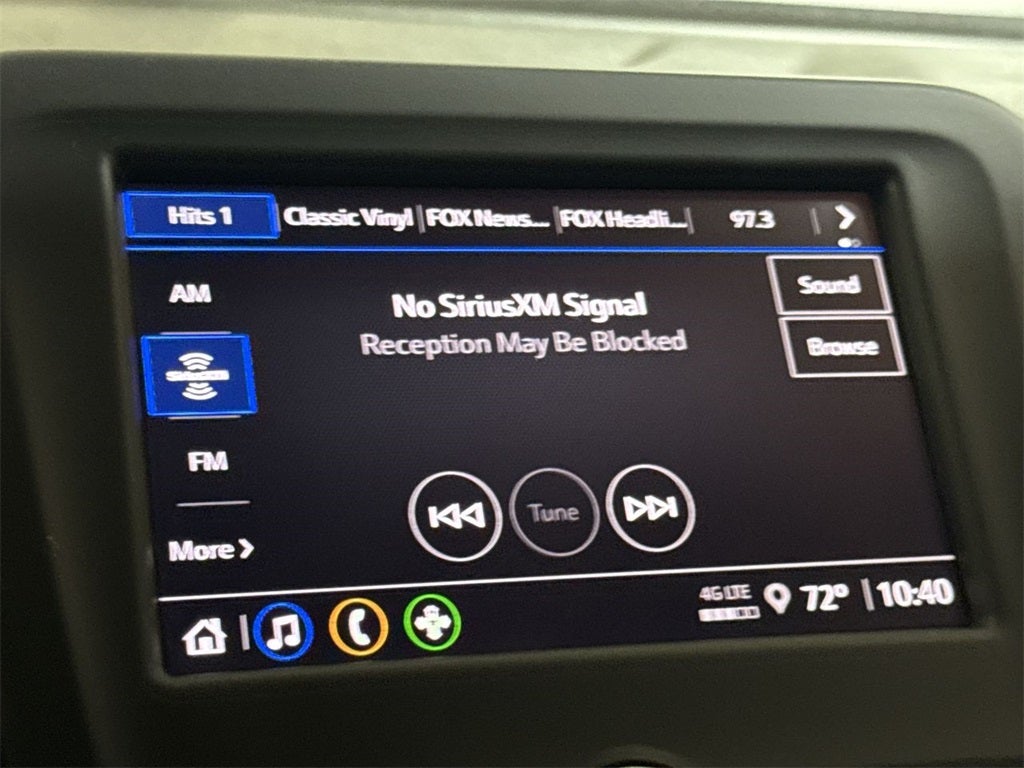 Hits 1
Classic Vinyl
FOX News...
FOX Headli...
97.3
AM
No SiriusXM Signal
Reception May Be Blocked
Sound
Browse
SiriusXM
FM
Tune
More
4G LTE
72°
10:40